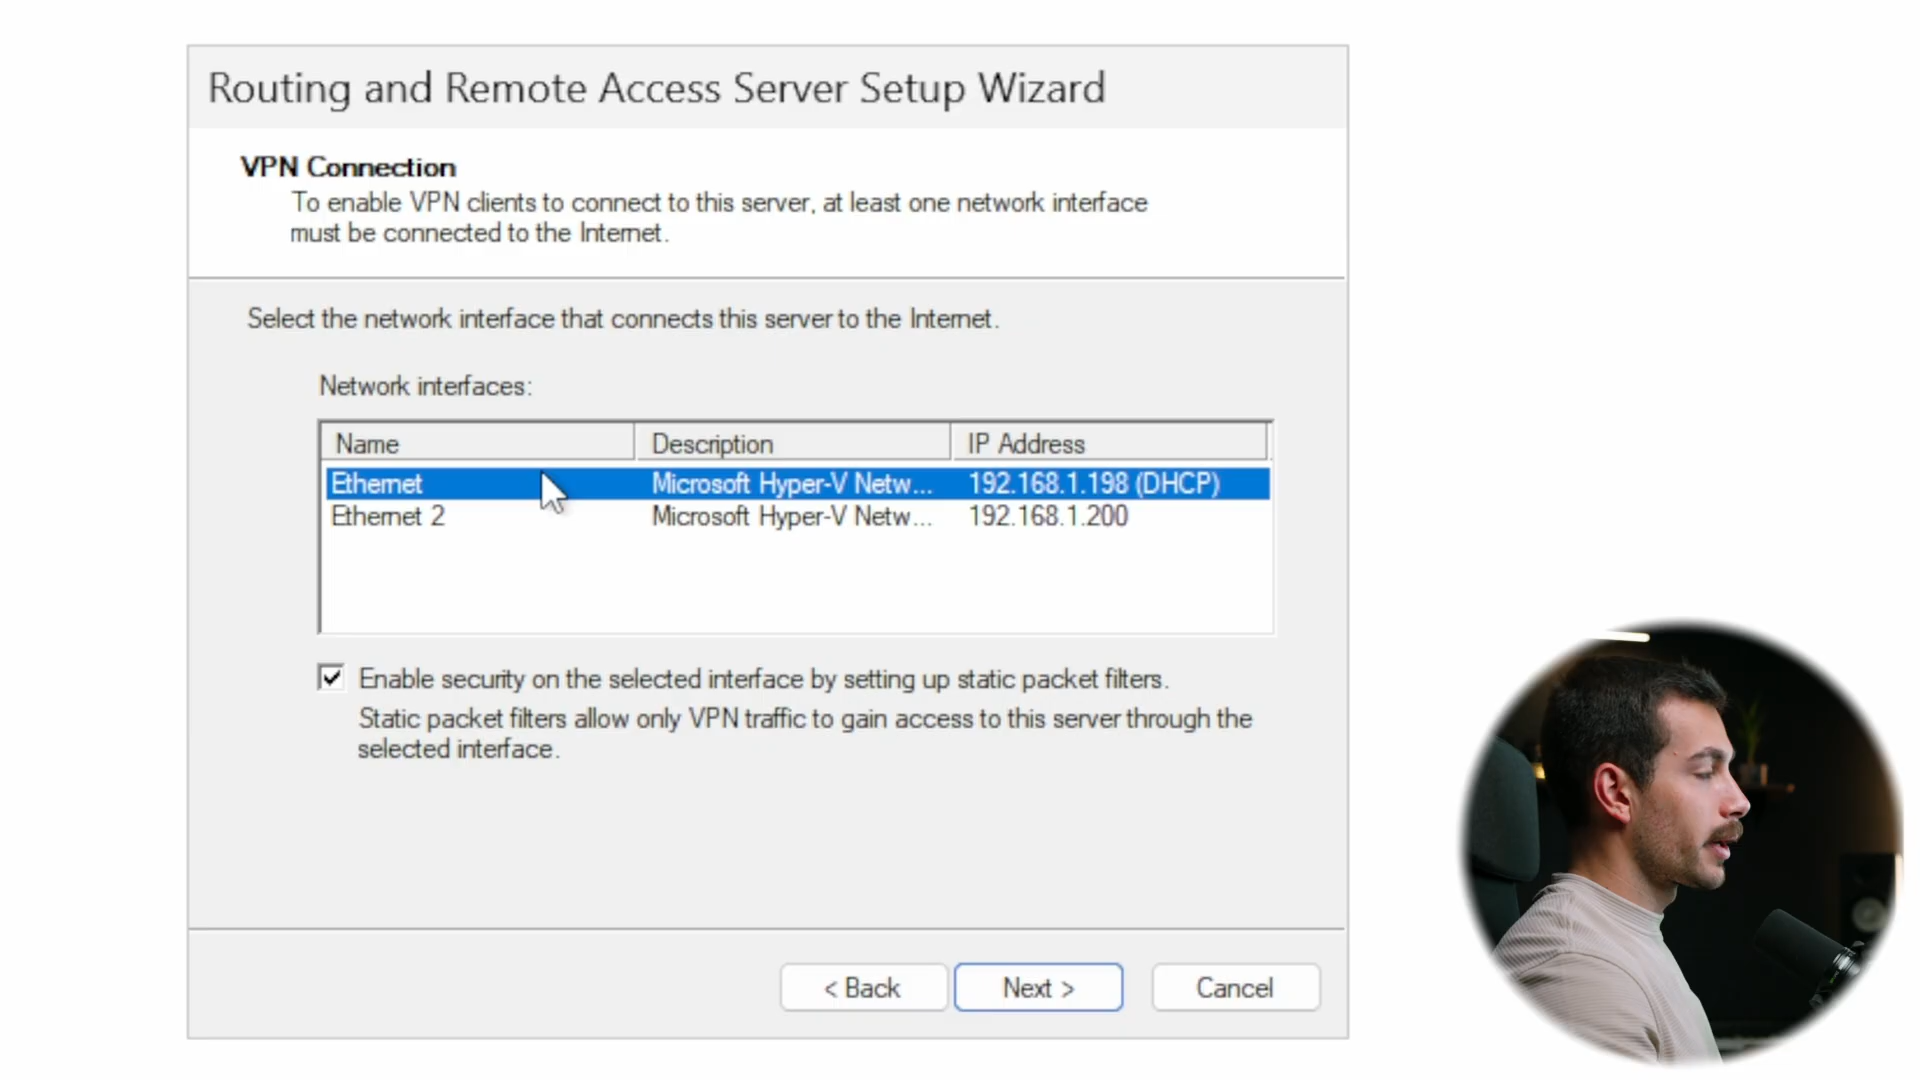 Routing and Remote Access Server Setup Wizard
VPN Connection
To enable VPN clients to connect to this server, at least one network interface
must be connected to the Internet.
Select the network interface that connects this server to the Internet.
Network interfaces:
Name Description IP Address
Ethernet Microsoft Hyper-V Netw... 192.168.1.198 (DHCP)
Ethernet 2 Microsoft Hyper-V Netw... 192.168.1.200
Enable security on the selected interface by setting up static packet filters.
Static packet filters allow only VPN traffic to gain access to this server through the
selected interface.
< Back Next > Cancel